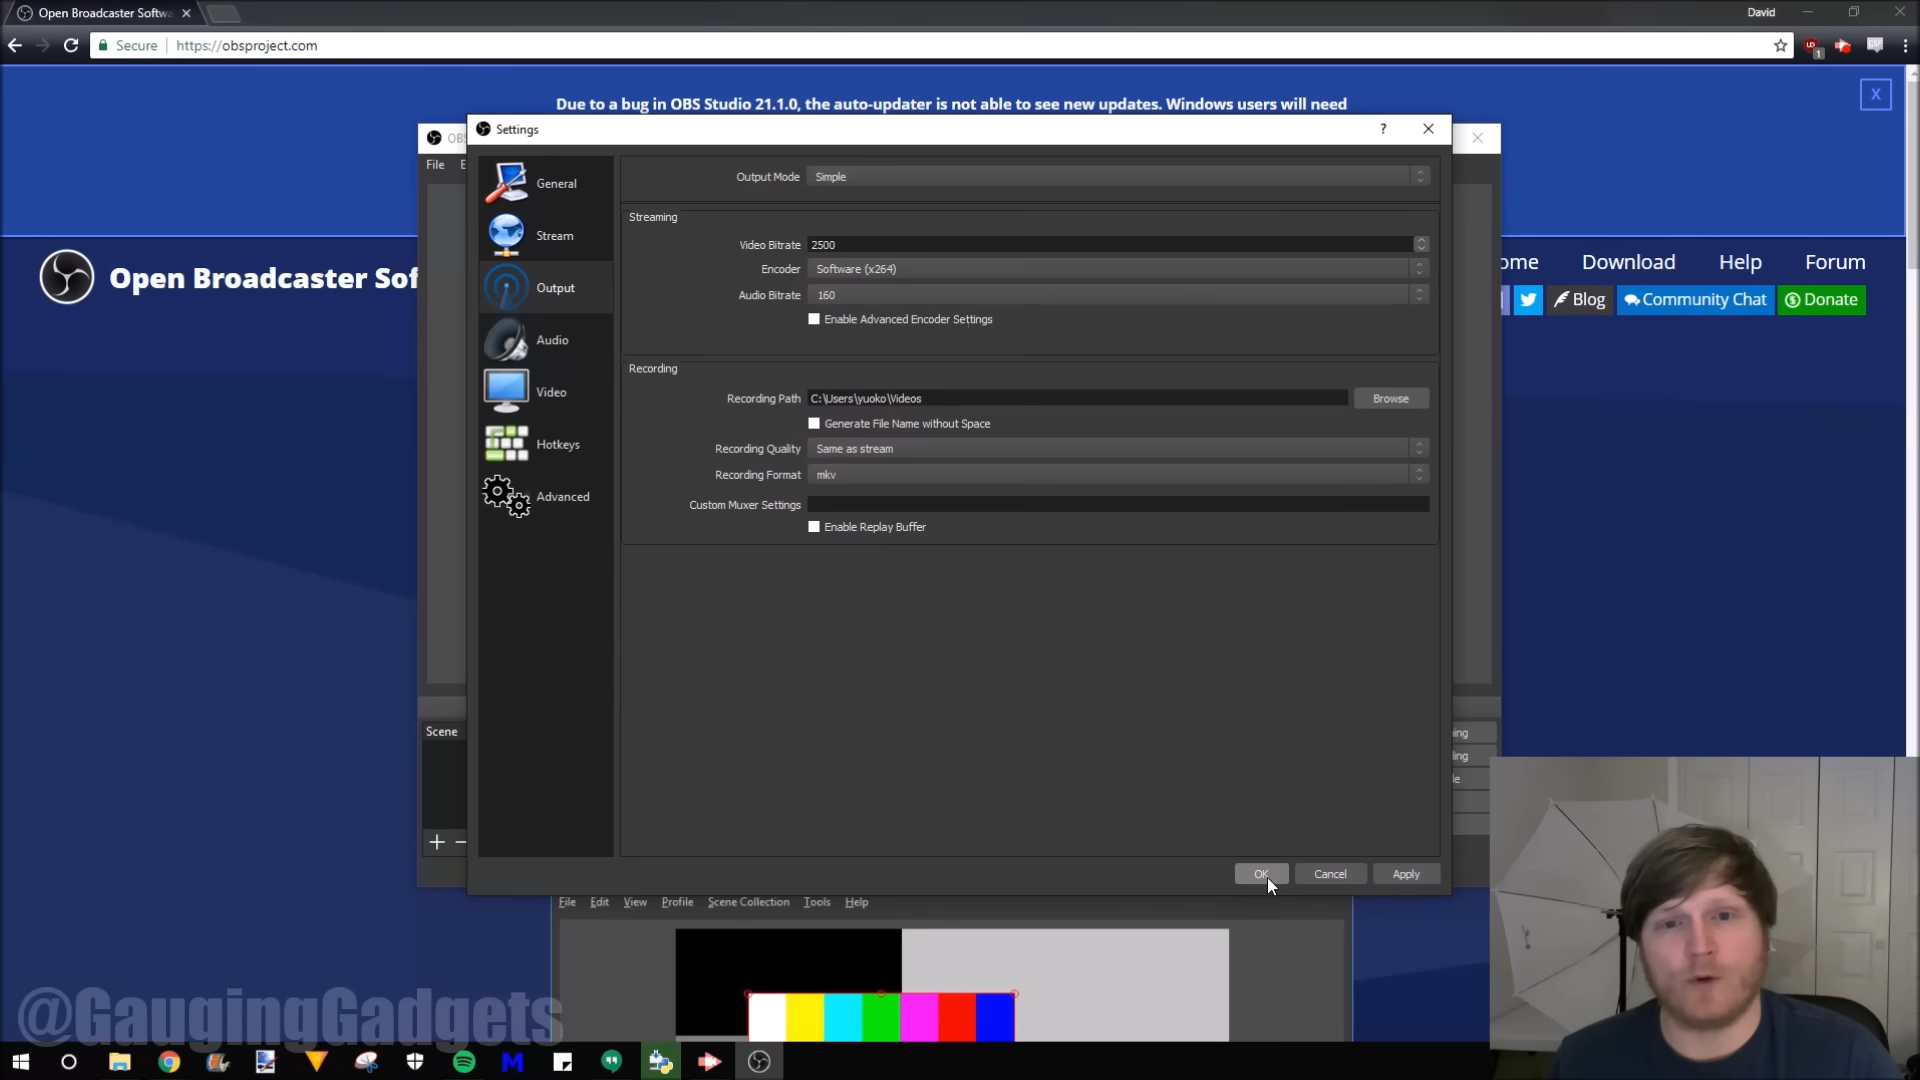 Open Broadcaster Softwa
David
Secure
https://obsproject.com
Due to a bug in OBS Studio 21.1.0, the auto-updater is not able to see new updates. Windows users will need
X
Open Broadcaster Sof
ome
Download
Help
Forum
Blog
Community Chat
Donate
OBS
File
E
Scene
ing
ing
le
Settings
?
General
Stream
Output
Audio
Video
Hotkeys
Advanced
Output Mode
Simple
Streaming
Video Bitrate
2500
Encoder
Software (x264)
Audio Bitrate
160
Enable Advanced Encoder Settings
Recording
Recording Path
C:\Users\yuoko\Videos
Browse
Generate File Name without Space
Recording Quality
Same as stream
Recording Format
mkv
Custom Muxer Settings
Enable Replay Buffer
OK
Cancel
Apply
File
Edit
View
Profile
Scene Collection
Tools
Help
@GaugingGadgets